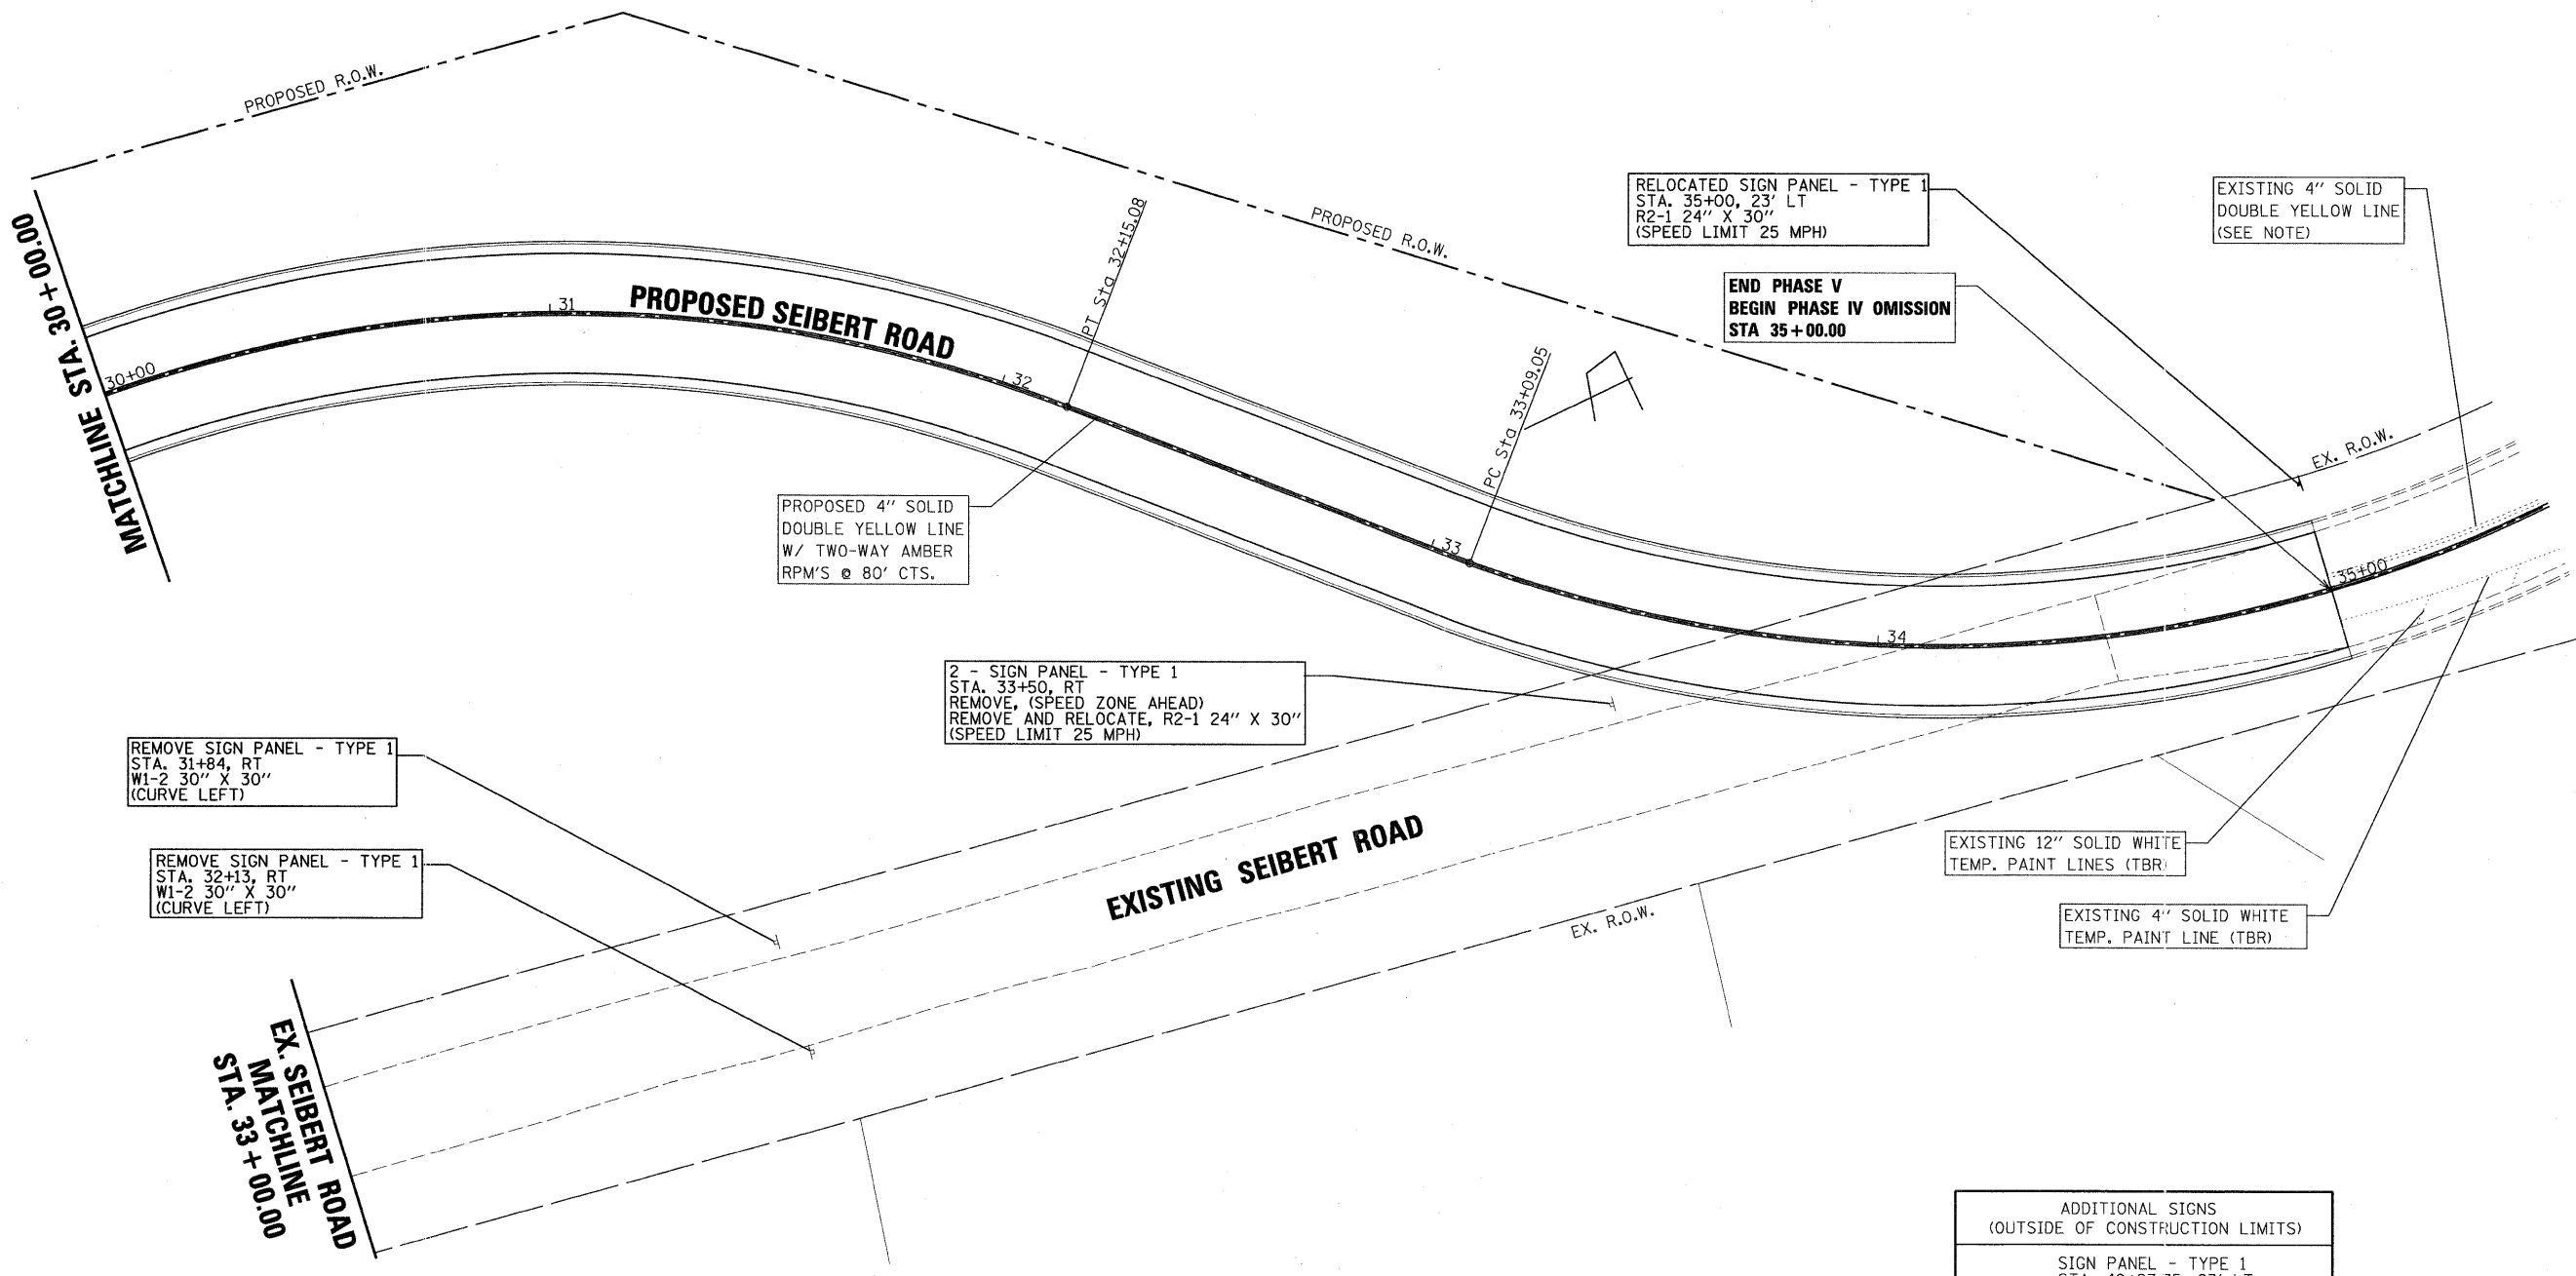 PROPOSED R.O.W.
MATCHLINE STA. 30+00.00
30+00
31
PROPOSED SEIBERT ROAD
32
PT Sta 32+15.08
PROPOSED R.O.W.
33
PC Sta 33+09.05
34
35+00
RELOCATED SIGN PANEL - TYPE 1
STA. 35+00, 23' LT
R2-1 24" X 30"
(SPEED LIMIT 25 MPH)
EXISTING 4" SOLID
DOUBLE YELLOW LINE
(SEE NOTE)
END PHASE V
BEGIN PHASE IV OMISSION
STA 35+00.00
EX. R.O.W.
PROPOSED 4" SOLID
DOUBLE YELLOW LINE
W/ TWO-WAY AMBER
RPM'S @ 80' CTS.
2 - SIGN PANEL - TYPE 1
STA. 33+50, RT
REMOVE, (SPEED ZONE AHEAD)
REMOVE AND RELOCATE, R2-1 24" X 30"
(SPEED LIMIT 25 MPH)
REMOVE SIGN PANEL - TYPE 1
STA. 31+84, RT
W1-2 30" X 30"
(CURVE LEFT)
REMOVE SIGN PANEL - TYPE 1
STA. 32+13, RT
W1-2 30" X 30"
(CURVE LEFT)
EXISTING SEIBERT ROAD
EX. R.O.W.
EXISTING 12" SOLID WHITE
TEMP. PAINT LINES (TBR)
EXISTING 4" SOLID WHITE
TEMP. PAINT LINE (TBR)
EX. SEIBERT ROAD
MATCHLINE
STA. 33+00.00
ADDITIONAL SIGNS
(OUTSIDE OF CONSTRUCTION LIMITS)
SIGN PANEL - TYPE 1